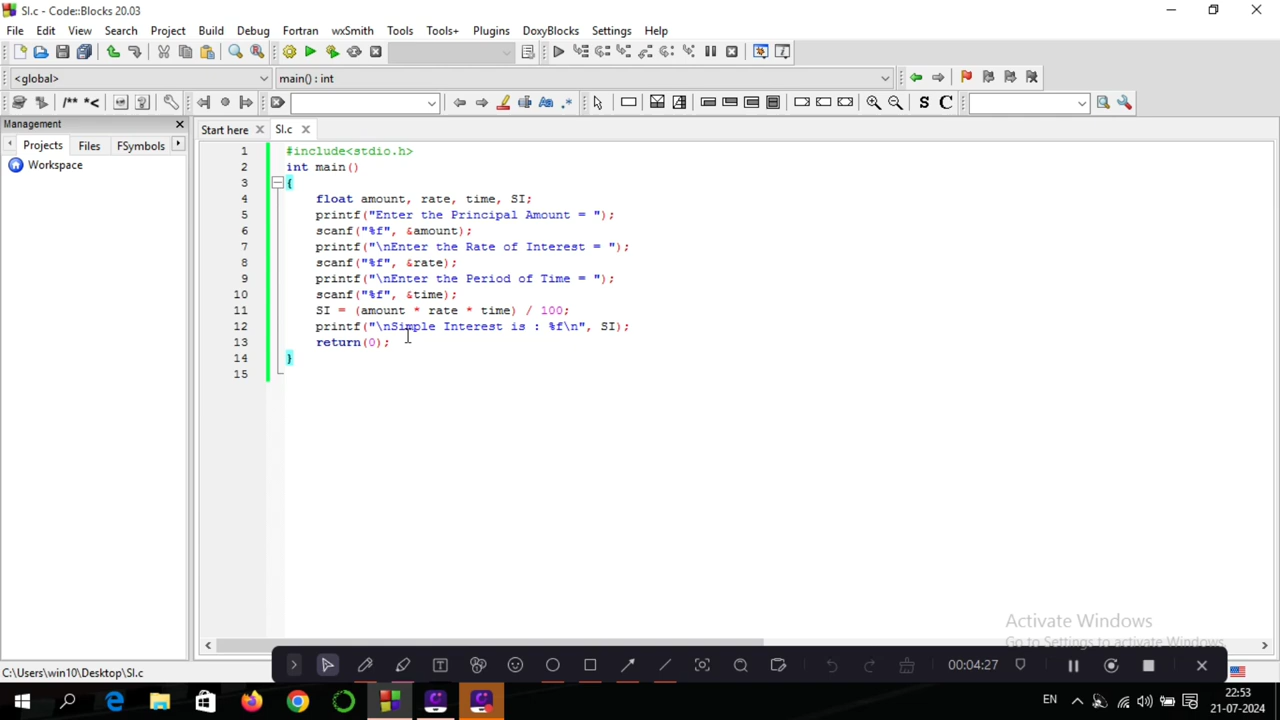 SI.c - Code::Blocks 20.03
File Edit View Search Project Build Debug Fortran wxSmith Tools Tools+ Plugins DoxyBlocks Settings Help
<global> main() : int
/** *< S C
Management
Projects Files FSymbols
Workspace
Start here SI.c
1 #include<stdio.h>
2 int main()
3 {
4 float amount, rate, time, SI;
5 printf("Enter the Principal Amount = ");
6 scanf("%f", &amount);
7 printf("\nEnter the Rate of Interest = ");
8 scanf("%f", &rate);
9 printf("\nEnter the Period of Time = ");
10 scanf("%f", &time);
11 SI = (amount * rate * time) / 100;
12 printf("\nSimple Interest is : %f\n", SI);
13 return(0);
14 }
15
Activate Windows
Go to Settings to activate Windows.
C:\Users\win10\Desktop\SI.c
00:04:27
EN
22:53
21-07-2024